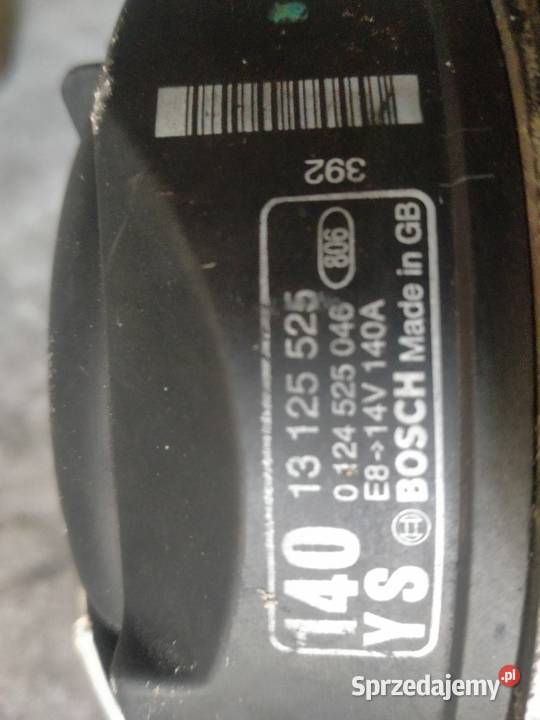 392
140 13 125 525 806
0 124 525 046
YS E8->14V 140A
BOSCH Made in GB
Sprzedajemy.pl